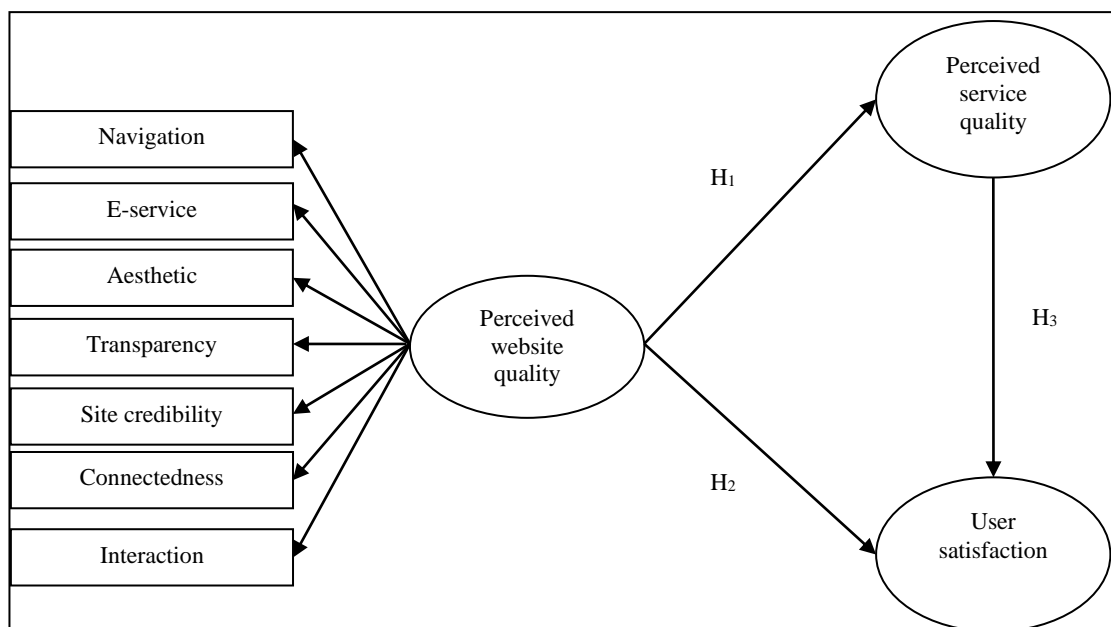 Navigation
E-service
Aesthetic
Transparency
Site credibility
Connectedness
Interaction
Perceived
website
quality
H₁
H₂
Perceived
service
quality
H₃
User
satisfaction